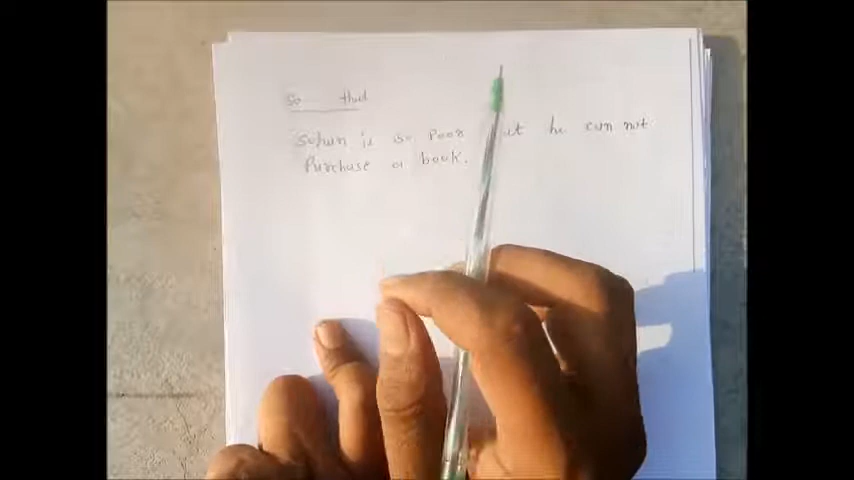 so that
Sohan is so Poor he can not
Purchase a book.